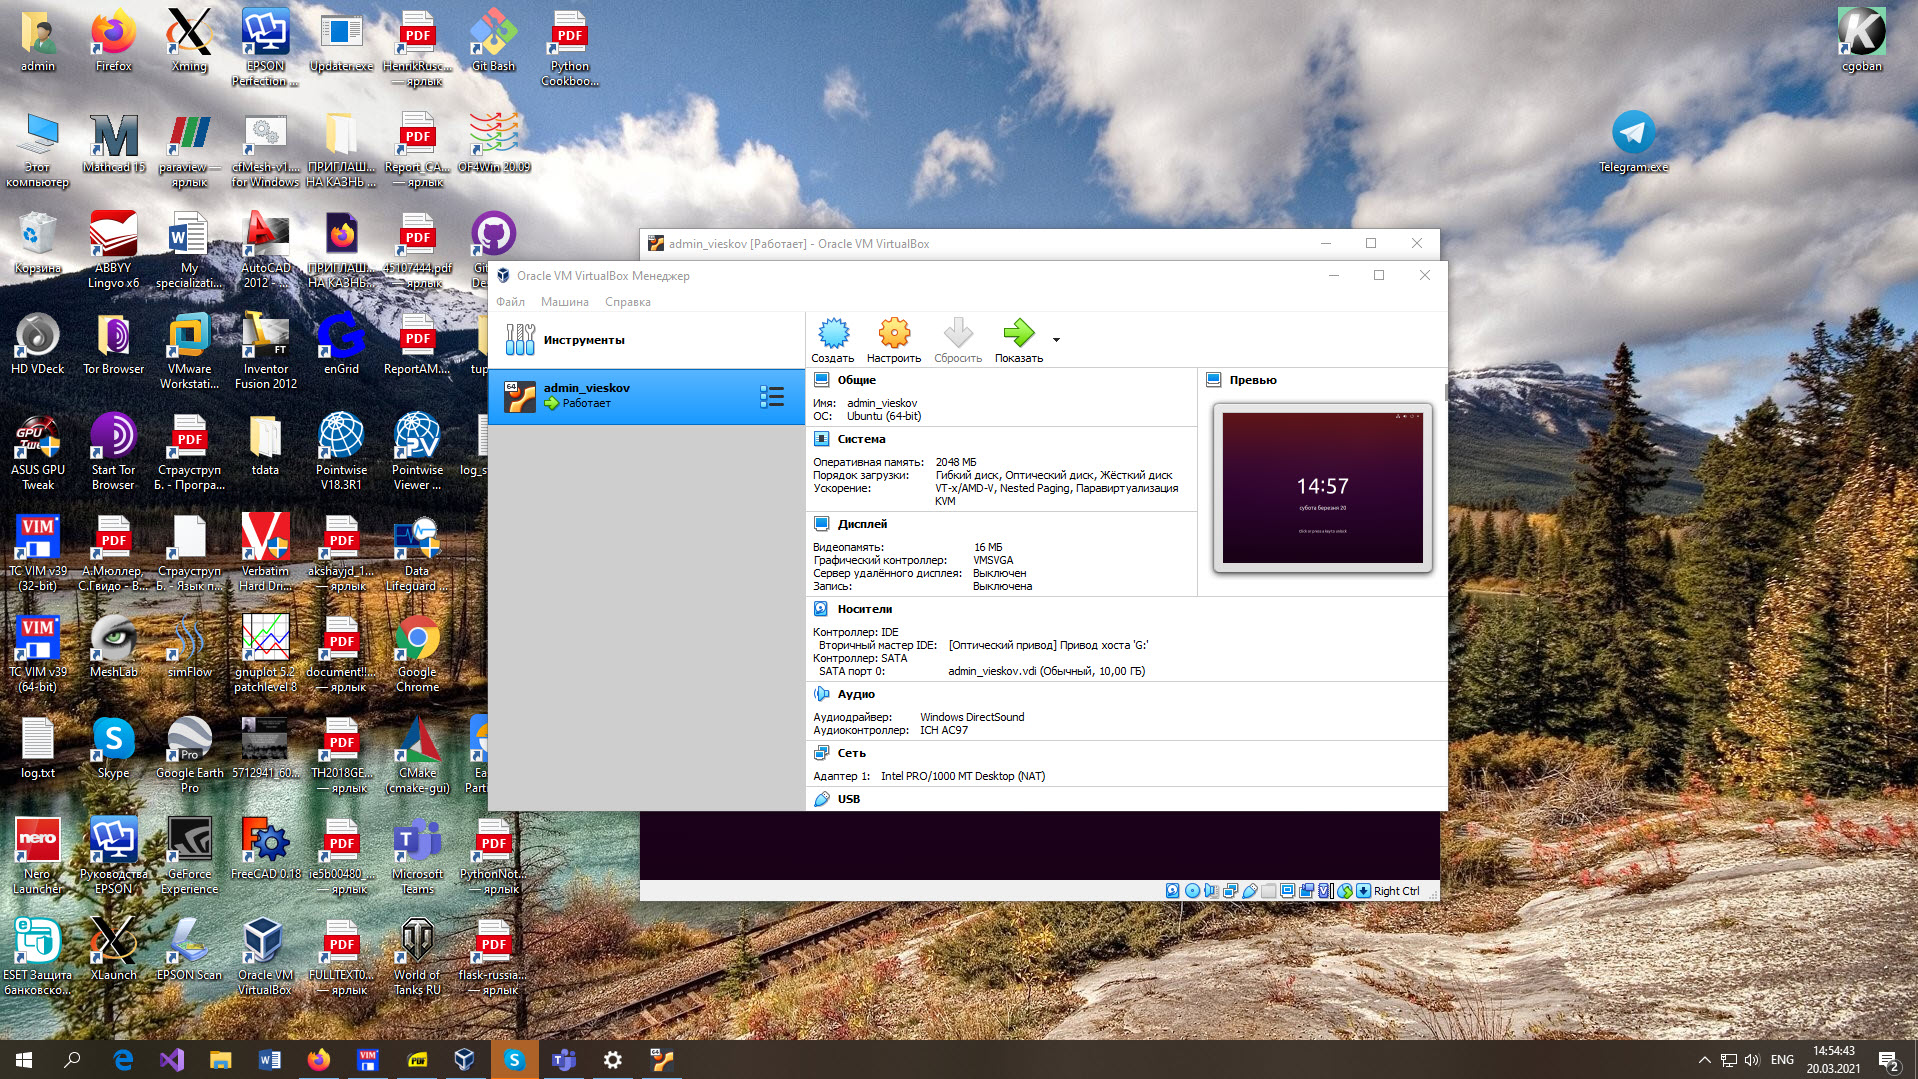 admin
Firefox
Xming
EPSON
Perfection ...
Updater.exe
HenrikRusc...
— ярлык
Git Bash
Python
Cookboo...
cgoban
Этот
компьютер
Mathcad 15
paraview —
ярлык
cfMesh-v1....
for Windows
ПРИГЛАШ...
НА КАЗНЬ ...
Report_CA...
— ярлык
OF4Win 20.09
Telegram.exe
Корзина
ABBYY
Lingvo x6
My
specializati...
AutoCAD
2012 - ...
ПРИГЛАШ...
НА КАЗНЬ...
45107444.pdf
— ярлык
HD VDeck
Tor Browser
VMware
Workstati...
Inventor
Fusion 2012
enGrid
ReportAM....
ASUS GPU
Tweak
Start Tor
Browser
Страуструп
Б. - Програ...
tdata
Pointwise
V18.3R1
Pointwise
Viewer ...
TC VIM v39
(32-bit)
А.Мюллер,
С.Гвидо - В...
Страуструп
Б. - Язык п...
Verbatim
Hard Dri...
akshayjd_1...
— ярлык
Data
Lifeguard ...
TC VIM v39
(64-bit)
MeshLab
simFlow
gnuplot 5.2
patchlevel 8
document!!...
— ярлык
Google
Chrome
log.txt
Skype
Google Earth
Pro
5712941_60...
TH2018GE...
— ярлык
CMake
(cmake-gui)
Nero
Launcher
Руководства
EPSON
GeForce
Experience
FreeCAD 0.18
ie5b00480_...
— ярлык
Microsoft
Teams
PythonNot...
— ярлык
ESET Защита
банковско...
XLaunch
EPSON Scan
Oracle VM
VirtualBox
FULLTEXT0...
— ярлык
World of
Tanks RU
flask-russia...
— ярлык
admin_vieskov [Работает] - Oracle VM VirtualBox
Oracle VM VirtualBox Менеджер
Файл Машина Справка
Инструменты
Создать Настроить Сбросить Показать
admin_vieskov
Работает
Общие
Имя: admin_vieskov
ОС: Ubuntu (64-bit)
Система
Оперативная память: 2048 МБ
Порядок загрузки: Гибкий диск, Оптический диск, Жёсткий диск
Ускорение: VT-x/AMD-V, Nested Paging, Паравиртуализация
KVM
Дисплей
Видеопамять: 16 МБ
Графический контроллер: VMSVGA
Сервер удалённого дисплея: Выключен
Запись: Выключена
Превью
14:57
субота березня 20
Click or press a key to unlock
Носители
Контроллер: IDE
Вторичный мастер IDE: [Оптический привод] Привод хоста 'G:'
Контроллер: SATA
SATA порт 0: admin_vieskov.vdi (Обычный, 10,00 ГБ)
Аудио
Аудиодрайвер: Windows DirectSound
Аудиоконтроллер: ICH AC97
Сеть
Адаптер 1: Intel PRO/1000 MT Desktop (NAT)
USB
Right Ctrl
ENG
14:54:43
20.03.2021
2